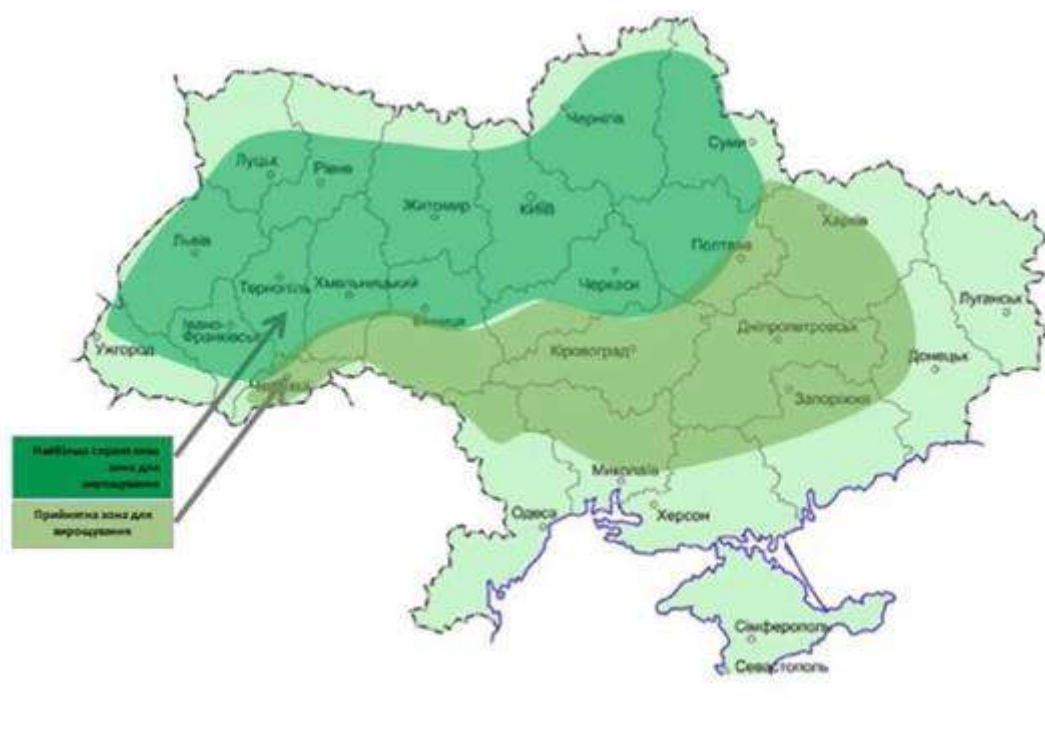 Чернігів
Суми
Луцьк
Рівне
Житомир
Київ
Харків
Львів
Полтава
Тернопіль
Хмельницький
Черкаси
Луганськ
Івано-
Франківськ
Вінниця
Дніпропетровськ
Ужгород
Кіровоград
Донецьк
Чернівці
Запоріжжя
Найбільш сприятлива
зона для
вирощування
Миколаїв
Прийнятна зона для
вирощування
Одеса
Херсон
Сімферополь
Севастополь